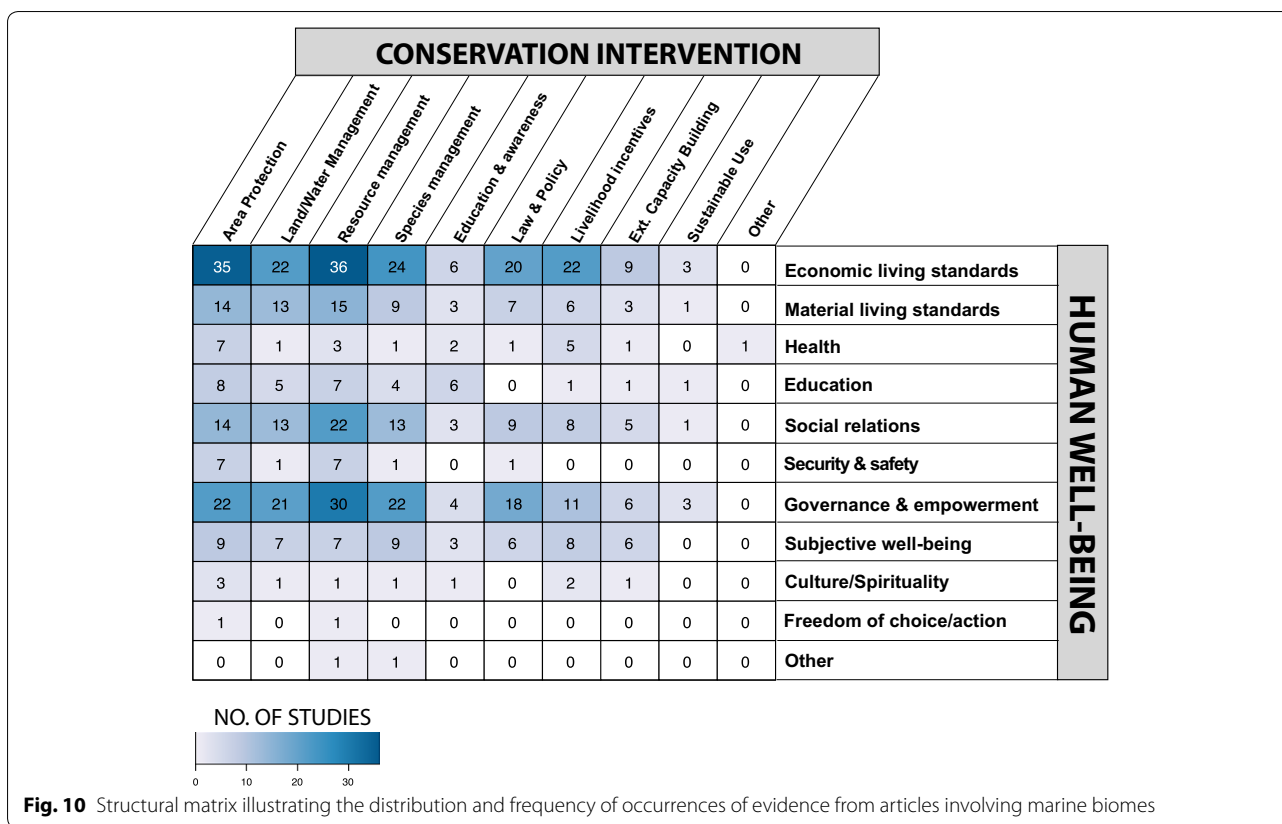 CONSERVATION INTERVENTION
Area Protection
Land/Water Management
Resource management
Species management
Education & awareness
Law & Policy
Livelihood incentives
Ext. Capacity Building
Sustainable Use
Other
35 22 36 24 6 20 22 9 3 0 Economic living standards
14 13 15 9 3 7 6 3 1 0 Material living standards
7 1 3 1 2 1 5 1 0 1 Health
8 5 7 4 6 0 1 1 1 0 Education
14 13 22 13 3 9 8 5 1 0 Social relations
7 1 7 1 0 1 0 0 0 0 Security & safety
22 21 30 22 4 18 11 6 3 0 Governance & empowerment
9 7 7 9 3 6 8 6 0 0 Subjective well-being
3 1 1 1 1 0 2 1 0 0 Culture/Spirituality
1 0 1 0 0 0 0 0 0 0 Freedom of choice/action
0 0 1 1 0 0 0 0 0 0 Other
HUMAN WELL-BEING
NO. OF STUDIES
0 10 20 30
Fig. 10 Structural matrix illustrating the distribution and frequency of occurrences of evidence from articles involving marine biomes